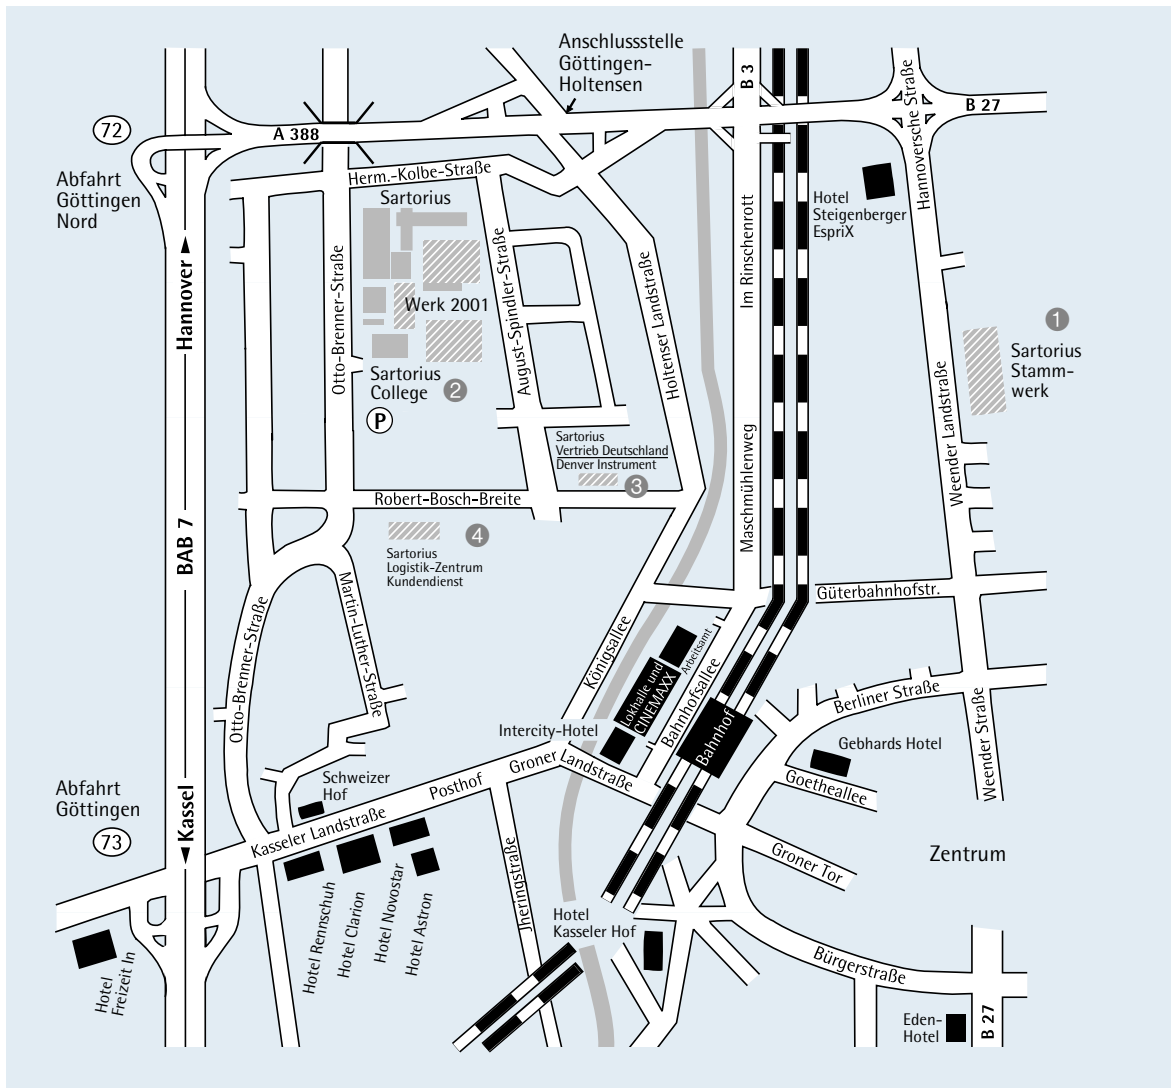 Anschlussstelle
Göttingen-
Holtensen
B 3
B 27
72
A 388
Hannoversche Straße
Abfahrt
Göttingen
Nord
Herm.-Kolbe-Straße
Sartorius
Hotel
Steigenberger
EspriX
Hannover
Otto-Brenner-Straße
Werk 2001
August-Spindler-Straße
Holtenser Landstraße
Im Rinschenrott
1
Sartorius
Stamm-
werk
Sartorius
College
2
P
Weender Landstraße
Maschmühlenweg
Sartorius
Vertrieb Deutschland
Denver Instrument
3
Robert-Bosch-Breite
BAB 7
4
Sartorius
Logistik-Zentrum
Kundendienst
Martin-Luther-Straße
Otto-Brenner-Straße
Güterbahnhofstr.
Königsallee
Arbeitsamt
Lokhalle und
CINEMAXX
Bahnhofsallee
Bahnhof
Berliner Straße
Weender Straße
Intercity-Hotel
Gebhards Hotel
Groner Landstraße
Goetheallee
Posthof
Schweizer
Hof
Abfahrt
Göttingen
73
Kassel
Kasseler Landstraße
Groner Tor
Zentrum
Jheringstraße
Hotel Rennschuh
Hotel Clarion
Hotel Novostar
Hotel Astron
Hotel
Kasseler Hof
Hotel
Freizeit In
Bürgerstraße
Eden-
Hotel
B 27